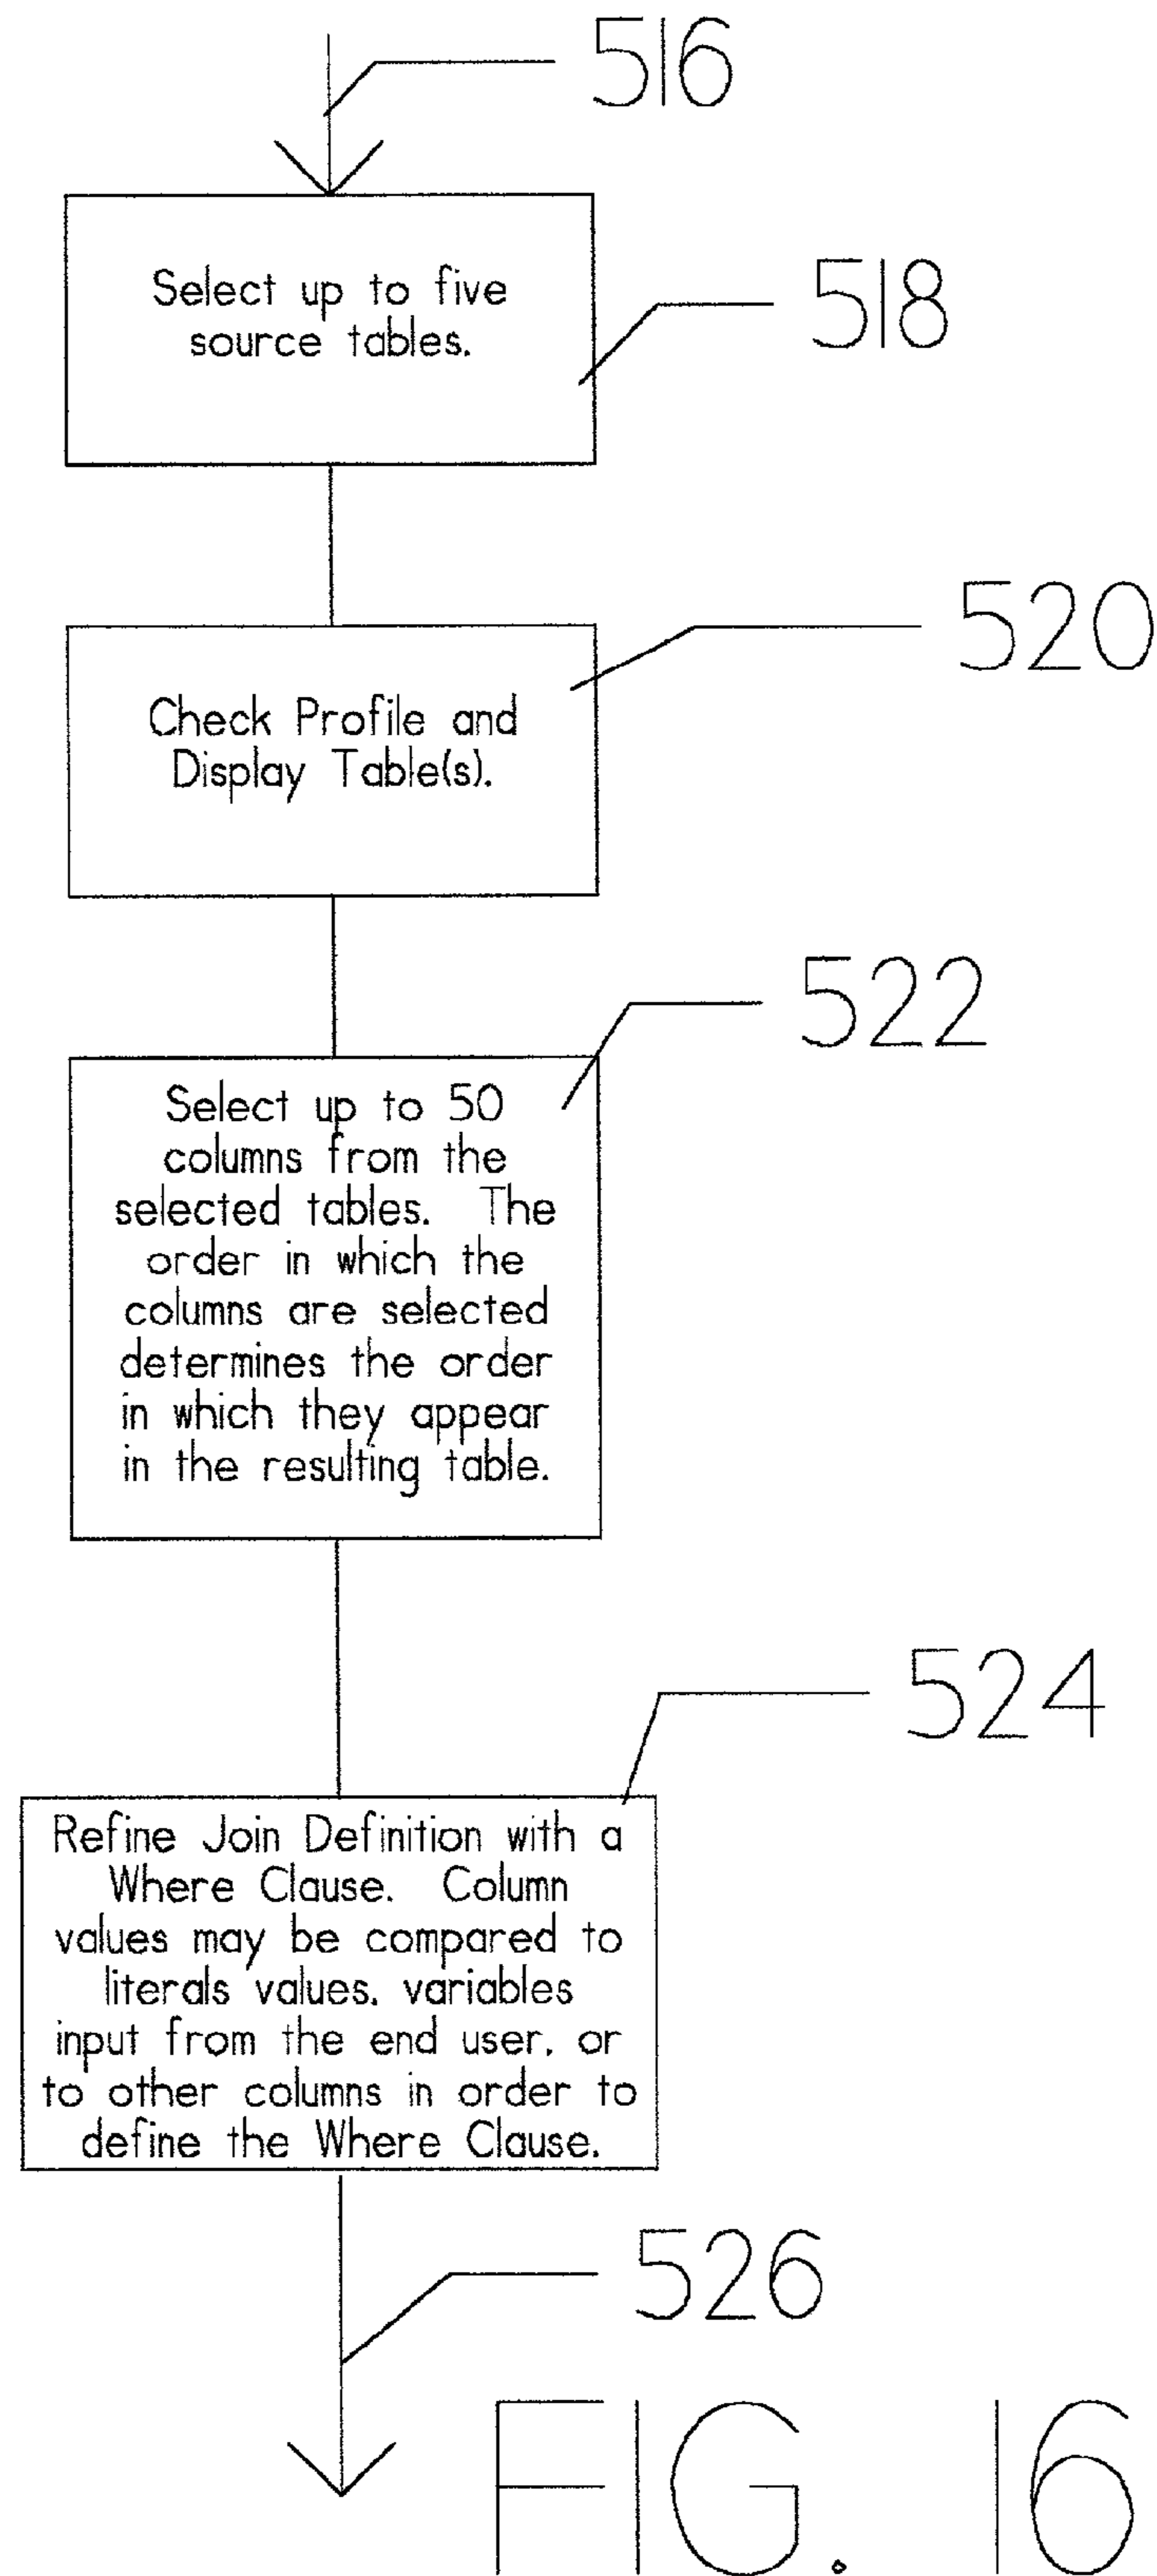 516
Select up to five
source tables.
518
Check Profile and
Display Table(s).
520
Select up to 50
columns from the
selected tables. The
order in which the
columns are selected
determines the order
in which they appear
in the resulting table.
522
Refine Join Definition with a
Where Clause. Column
values may be compared to
literals values, variables
input from the end user, or
to other columns in order to
define the Where Clause.
524
526
FIG. 16